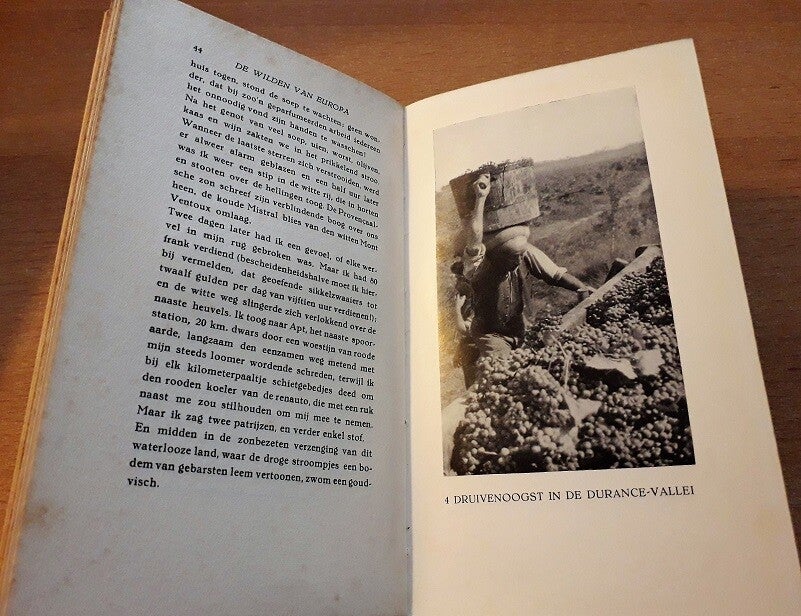 44
DE WILDEN VAN EUROPA
huis togen, stond de soep te wachten; geen won-
der, dat bij zoo'n geparfumeerden arbeid iedereen
het onnoodig vond zijn handen te wasschen!
Na het genot van veel soep, uien, worst, olijven,
kaas en wijn zakten we in het prikkelend stroo.
Wanneer de laatste sterren zich verstrooiden, werd
er alweer alarm geblazen en een half uur later
was ik weer een stip in de witte rij, die in horten
en stooten over de hellingen toog. De Provençaal-
sche zon schreef zijn verblindende boog over ons
heen, de koude Mistral blies van den witten Mont
Ventoux omlaag.
Twee dagen later had ik een gevoel, of elke wer-
vel in mijn rug gebroken was. Maar ik had 80
frank verdiend (bescheidenheidshalve moet ik hier-
bij vermelden, dat geoefende sikkelzwaaiers tot
twaalf gulden per dag van vijftien uur verdienen!);
en de witte weg slingerde zich verlokkend over de
naaste heuvels. Ik toog naar Apt, het naaste spoor-
station, 20 km. dwars door een woestijn van roode
aarde, langzaam den eenzamen weg metend met
mijn steeds loomer wordende schreden, terwijl ik
bij elk kilometerpaaltje schietgebedjes deed om
den rooden koeler van de renauto, die met een ruk
naast me zou stilhouden om mij mee te nemen.
Maar ik zag twee patrijzen, en verder enkel stof.
En midden in de zonbezeten verzenging van dit
waterlooze land, waar de droge stroompjes een bo-
dem van gebarsten leem vertoonen, zwom een goud-
visch.
4 DRUIVENOOGST IN DE DURANCE-VALLEI